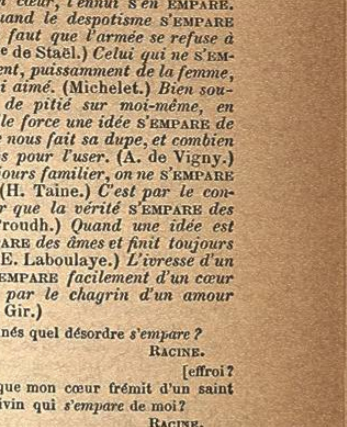 cœur, l'ennui s'en EMPARE.
uand le despotisme S'EMPARE
faut que l'armée se refuse à
e de Staël.) Celui qui ne S'EM-
ent, puissamment de la femme,
i aimé. (Michelet.) Bien sou-
de pitié sur moi-même, en
le force une idée S'EMPARE de
nous fait sa dupe, et combien
s pour l'user. (A. de Vigny.)
jours familier, on ne S'EMPARE
(H. Taine.) C'est par le con-
r que la vérité S'EMPARE des
roudh.) Quand une idée est
ARE des âmes et finit toujours
E. Laboulaye.) L'ivresse d'un
EMPARE facilement d'un cœur
par le chagrin d'un amour
Gir.)
nés quel désordre s'empare?
RACINE.
[effroi?
que mon cœur frémit d'un saint
ivin qui s'empare de moi?
RACINE.